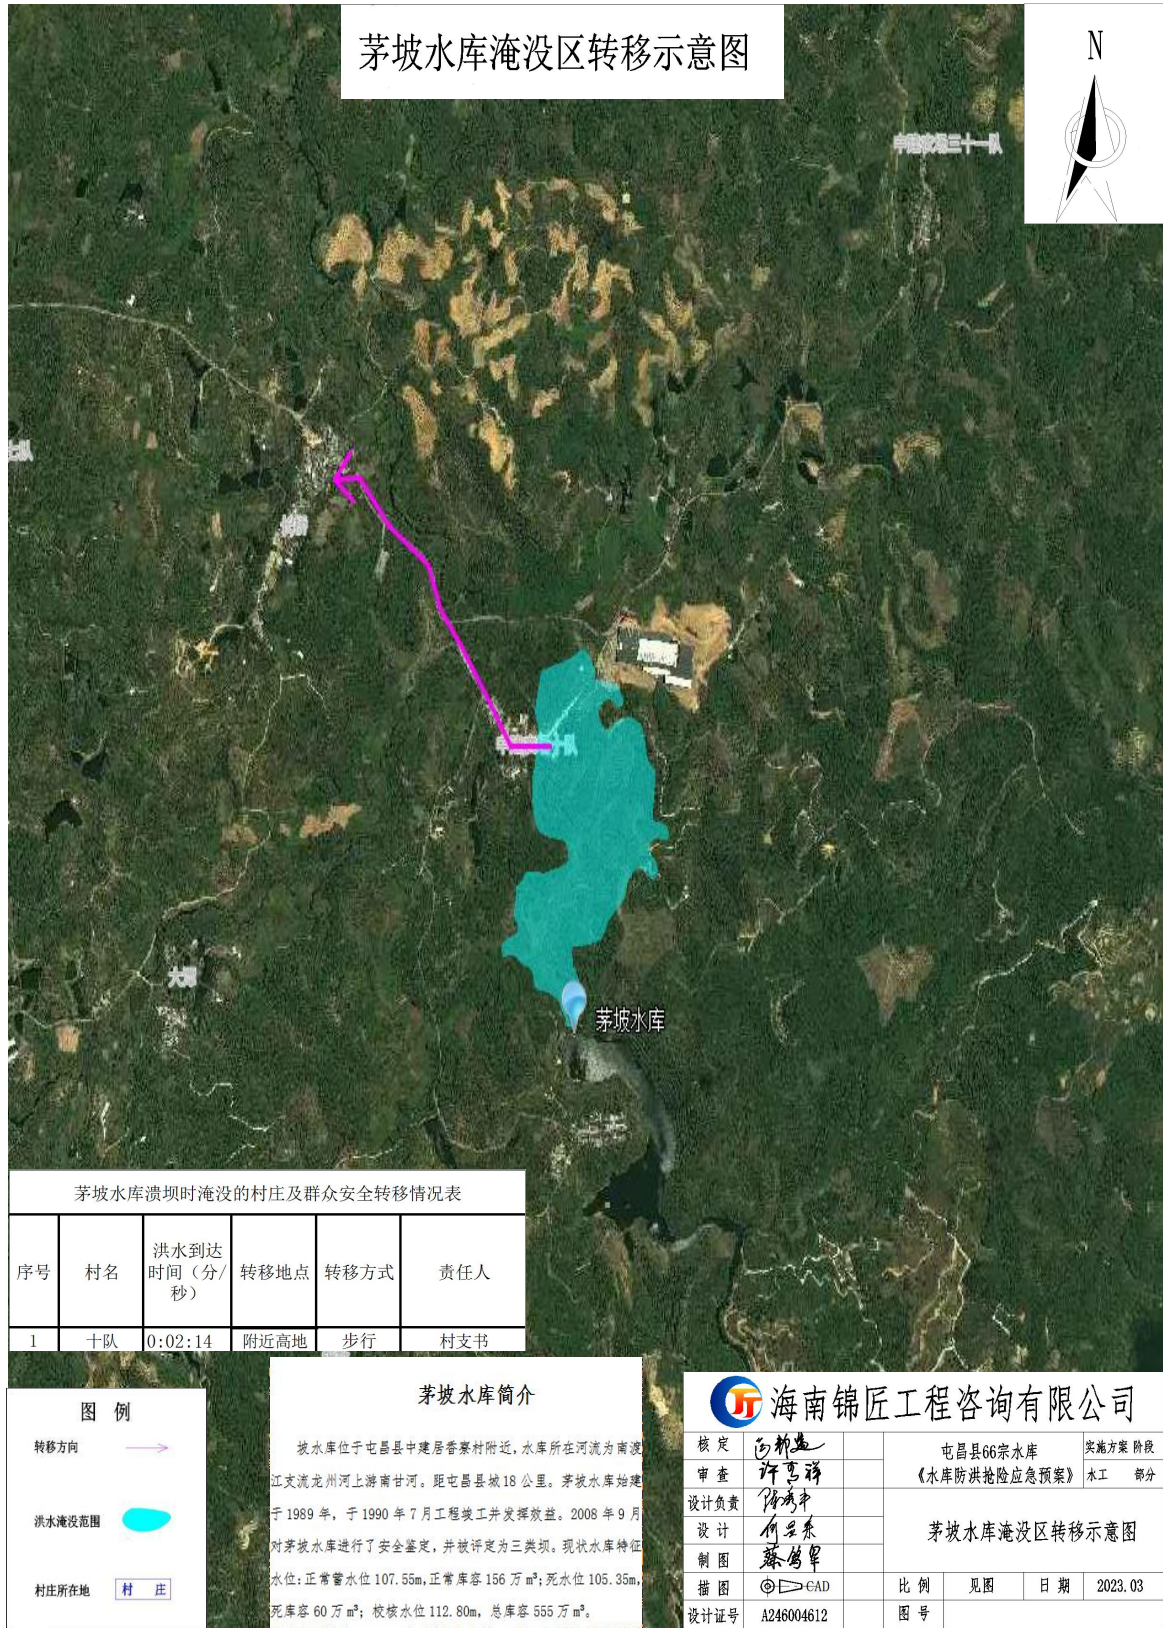 茅坡水库淹没区转移示意图
N
中建农场三十一队
七队
茅坡水库
大
茅坡水库溃坝时淹没的村庄及群众安全转移情况表
序号 村名 洪水到达时间（分/秒） 转移地点 转移方式 责任人
1 十队 0:02:14 附近高地 步行 村支书
图 例
转移方向
洪水淹没范围
村庄所在地 村 庄
茅坡水库简介
坡水库位于屯昌县中建居香寮村附近，水库所在河流为南渡
江支流龙州河上游南甘河。距屯昌县城18公里。茅坡水库始建
于1989年，于1990年7月工程竣工并发挥效益。2008年9月
对茅坡水库进行了安全鉴定，并被评定为三类坝。现状水库特征
水位:正常蓄水位107.55m,正常库容156万m³;死水位105.35m,
死库容60万m³；校核水位112.80m，总库容555万m³。
海南锦匠工程咨询有限公司
核 定
审 查
设计负责
设 计
制 图
描 图 CAD
设计证号 A246004612
屯昌县66宗水库
《水库防洪抢险应急预案》
实施方案 阶段
水工 部分
茅坡水库淹没区转移示意图
比 例 见图 日 期 2023.03
图 号